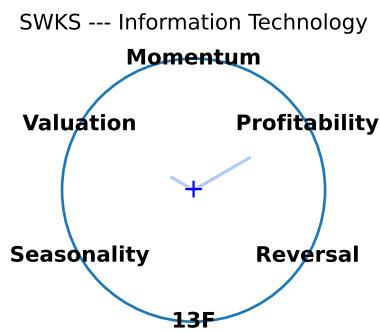 SWKS --- Information Technology
Momentum
Valuation
Profitability
Seasonality
Reversal
13F